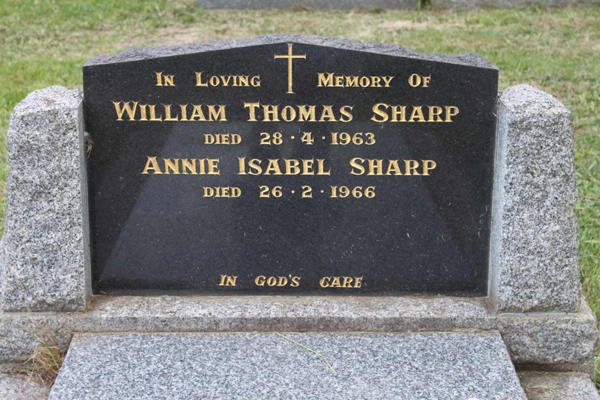 In Loving Memory Of
William Thomas Sharp
died 28·4·1963
Annie Isabel Sharp
died 26·2·1966
In God's Care